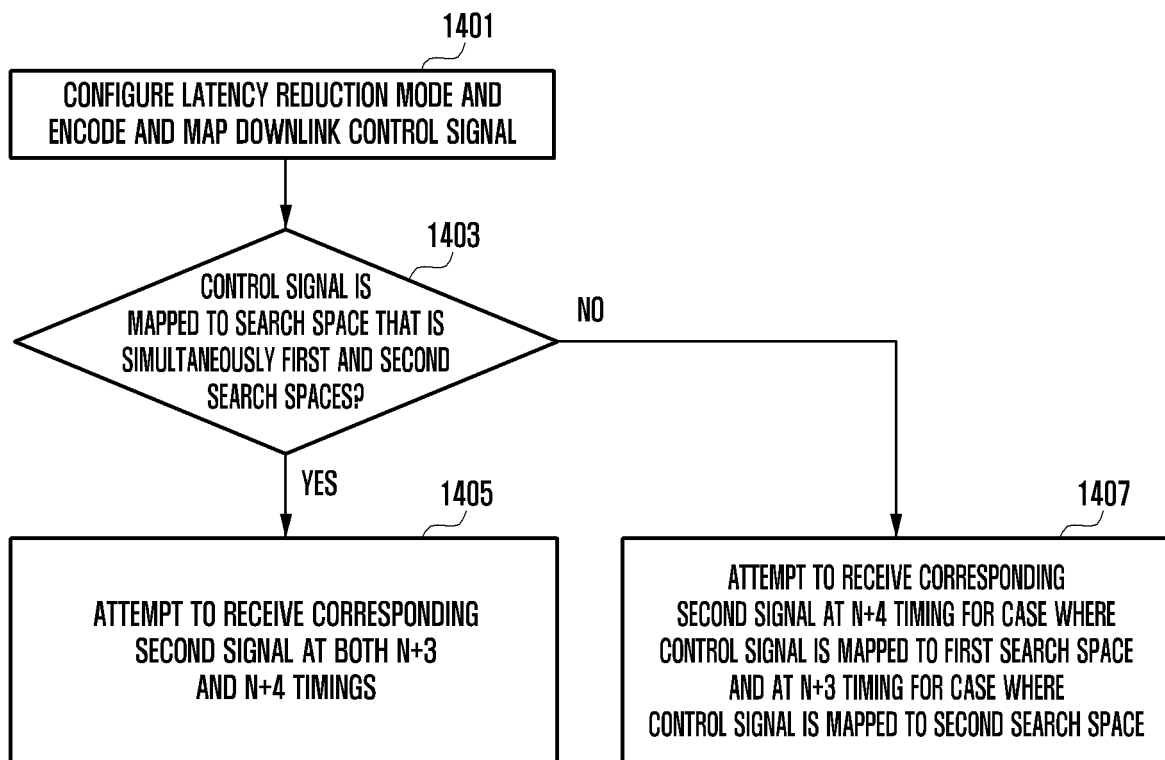 1401
CONFIGURE LATENCY REDUCTION MODE AND
ENCODE AND MAP DOWNLINK CONTROL SIGNAL
1403
CONTROL SIGNAL IS
MAPPED TO SEARCH SPACE THAT IS
SIMULTANEOUSLY FIRST AND SECOND
SEARCH SPACES?
NO
YES
1405
ATTEMPT TO RECEIVE CORRESPONDING
SECOND SIGNAL AT BOTH N+3
AND N+4 TIMINGS
1407
ATTEMPT TO RECEIVE CORRESPONDING
SECOND SIGNAL AT N+4 TIMING FOR CASE WHERE
CONTROL SIGNAL IS MAPPED TO FIRST SEARCH SPACE
AND AT N+3 TIMING FOR CASE WHERE
CONTROL SIGNAL IS MAPPED TO SECOND SEARCH SPACE